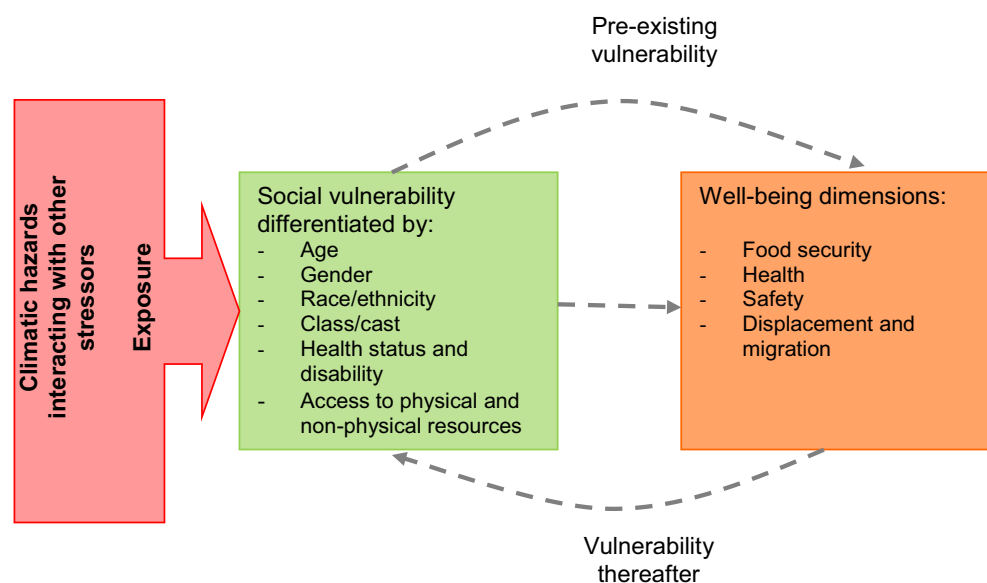 Pre-existing
vulnerability
Climatic hazards
interacting with other
stressors
Exposure
Social vulnerability
differentiated by:
- Age
- Gender
- Race/ethnicity
- Class/cast
- Health status and
disability
- Access to physical and
non-physical resources
Well-being dimensions:
- Food security
- Health
- Safety
- Displacement and
migration
Vulnerability
thereafter